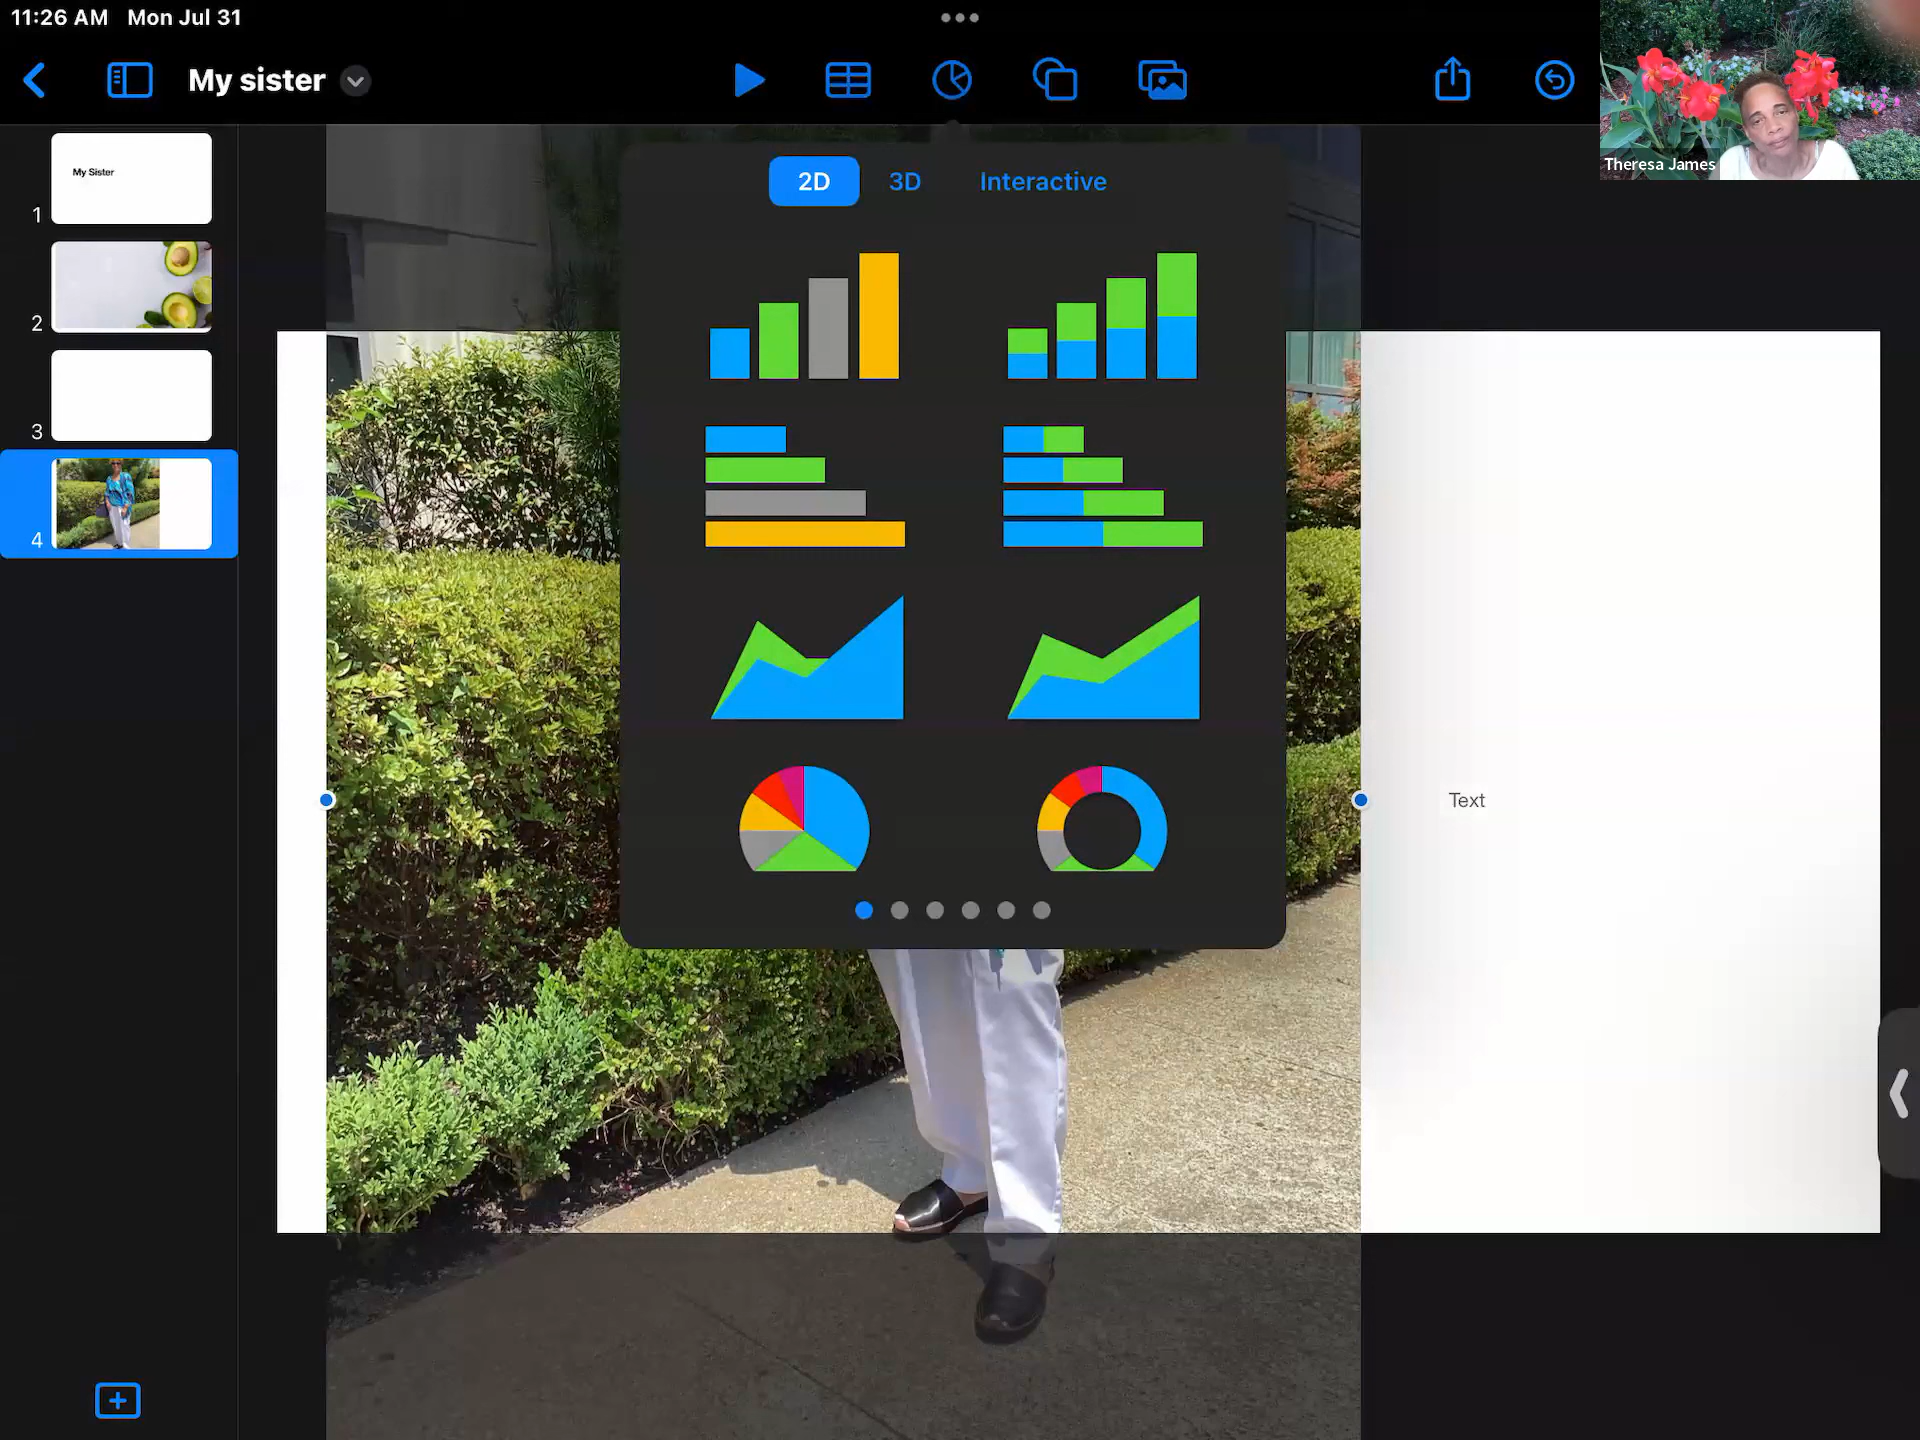 11:26 AM Mon Jul 31
My sister
Theresa James
2D 3D Interactive
My Sister
1
2
3
4
Text